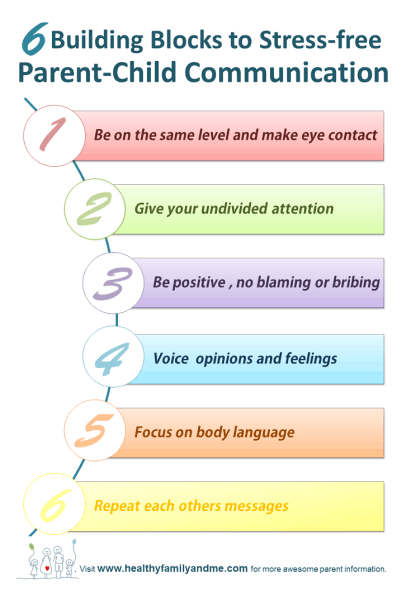 6 Building Blocks to Stress-free
Parent-Child Communication
1 Be on the same level and make eye contact
2 Give your undivided attention
3 Be positive , no blaming or bribing
4 Voice opinions and feelings
5 Focus on body language
6 Repeat each others messages
Visit www.healthyfamilyandme.com for more awesome parent information.